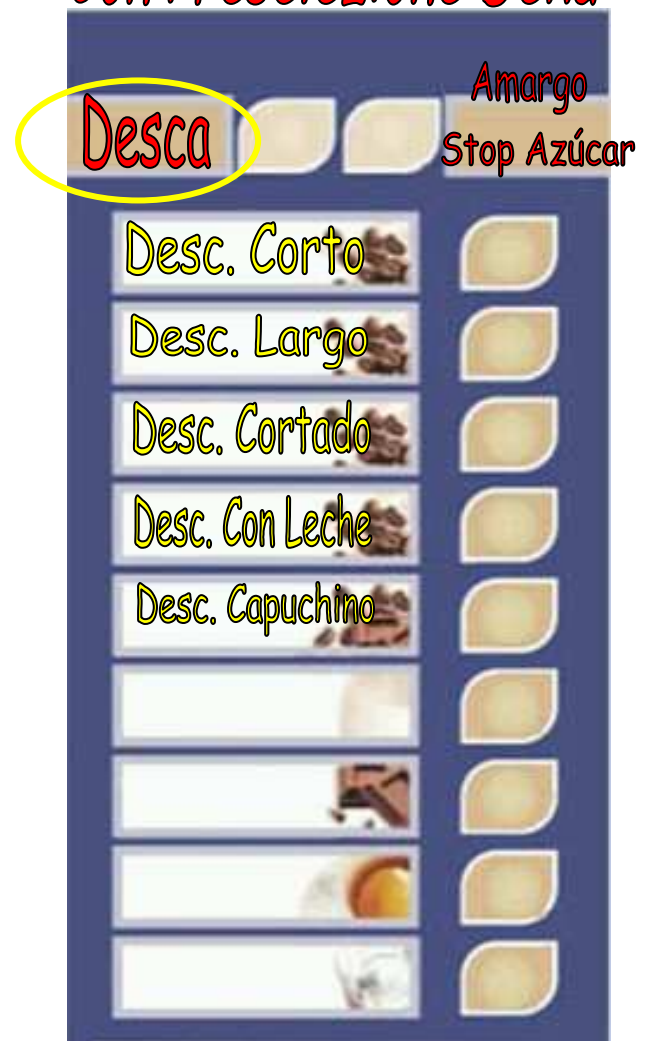 Desca
Amargo
Stop Azúcar
Desc. Corto
Desc. Largo
Desc. Cortado
Desc. Con Leche
Desc. Capuchino